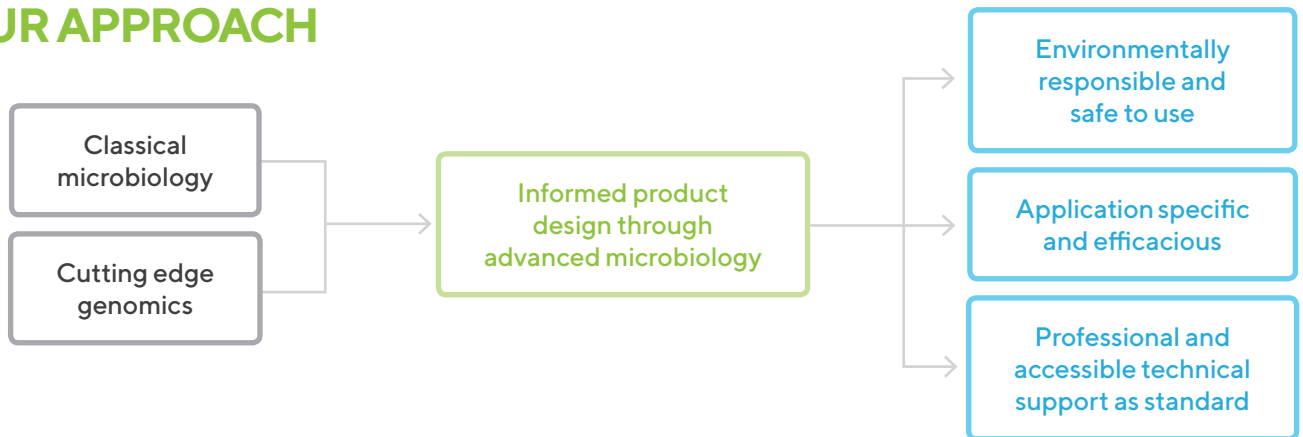 UR APPROACH
Classical
microbiology
Cutting edge
genomics
Informed product
design through
advanced microbiology
Environmentally
responsible and
safe to use
Application specific
and efficacious
Professional and
accessible technical
support as standard